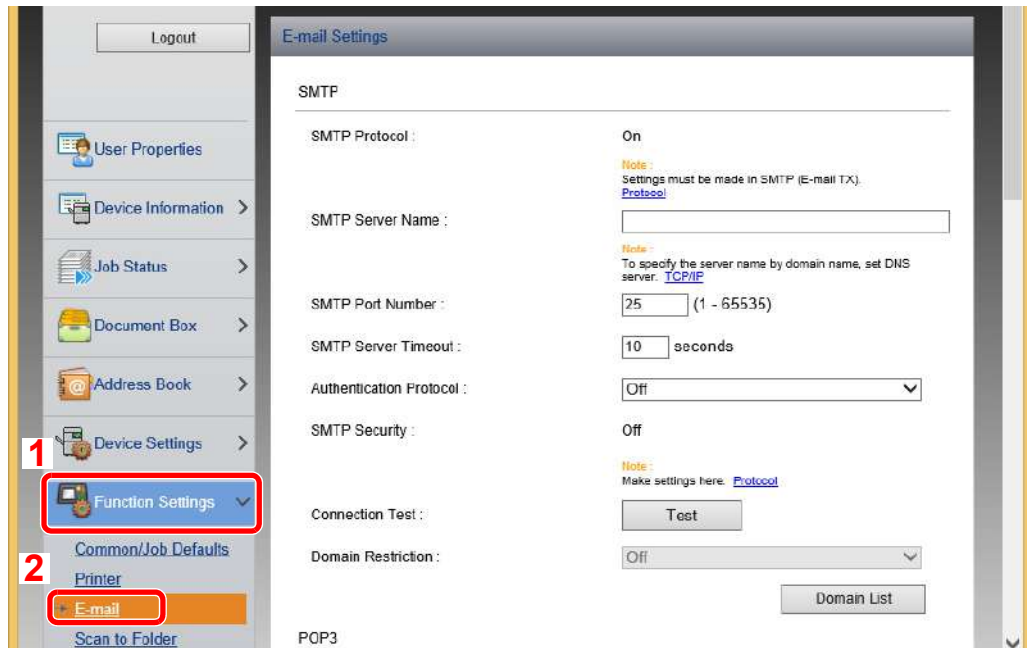 Logout
User Properties
Device Information
Job Status
Document Box
Address Book
Device Settings
1
Function Settings
Common/Job Defaults
2
Printer
E-mail
Scan to Folder
E-mail Settings
SMTP
SMTP Protocol :
On
Note :
Settings must be made in SMTP (E-mail TX).
Protocol
SMTP Server Name :
Note :
To specify the server name by domain name, set DNS
server. TCP/IP
SMTP Port Number :
25 (1 - 65535)
SMTP Server Timeout :
10 seconds
Authentication Protocol :
Off
SMTP Security :
Off
Note :
Make settings here. Protocol
Connection Test :
Test
Domain Restriction :
Off
Domain List
POP3